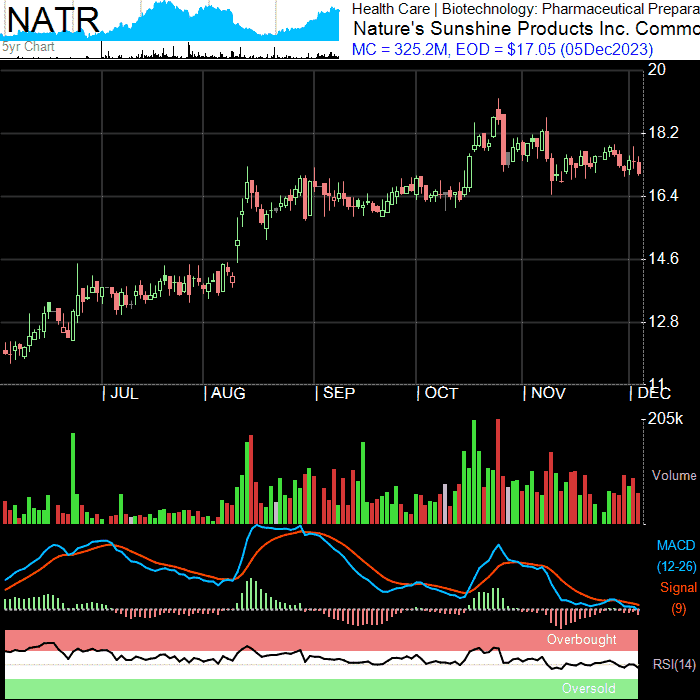 NATR
5yr Chart
Health Care | Biotechnology: Pharmaceutical Prepara
Nature's Sunshine Products Inc. Commo
MC = 325.2M, EOD = $17.05 (05Dec2023)
20
18.2
16.4
14.6
12.8
11
| JUL | AUG | SEP | OCT | NOV | DEC
205k
Volume
MACD
(12-26)
Signal
(9)
Overbought
RSI(14)
Oversold